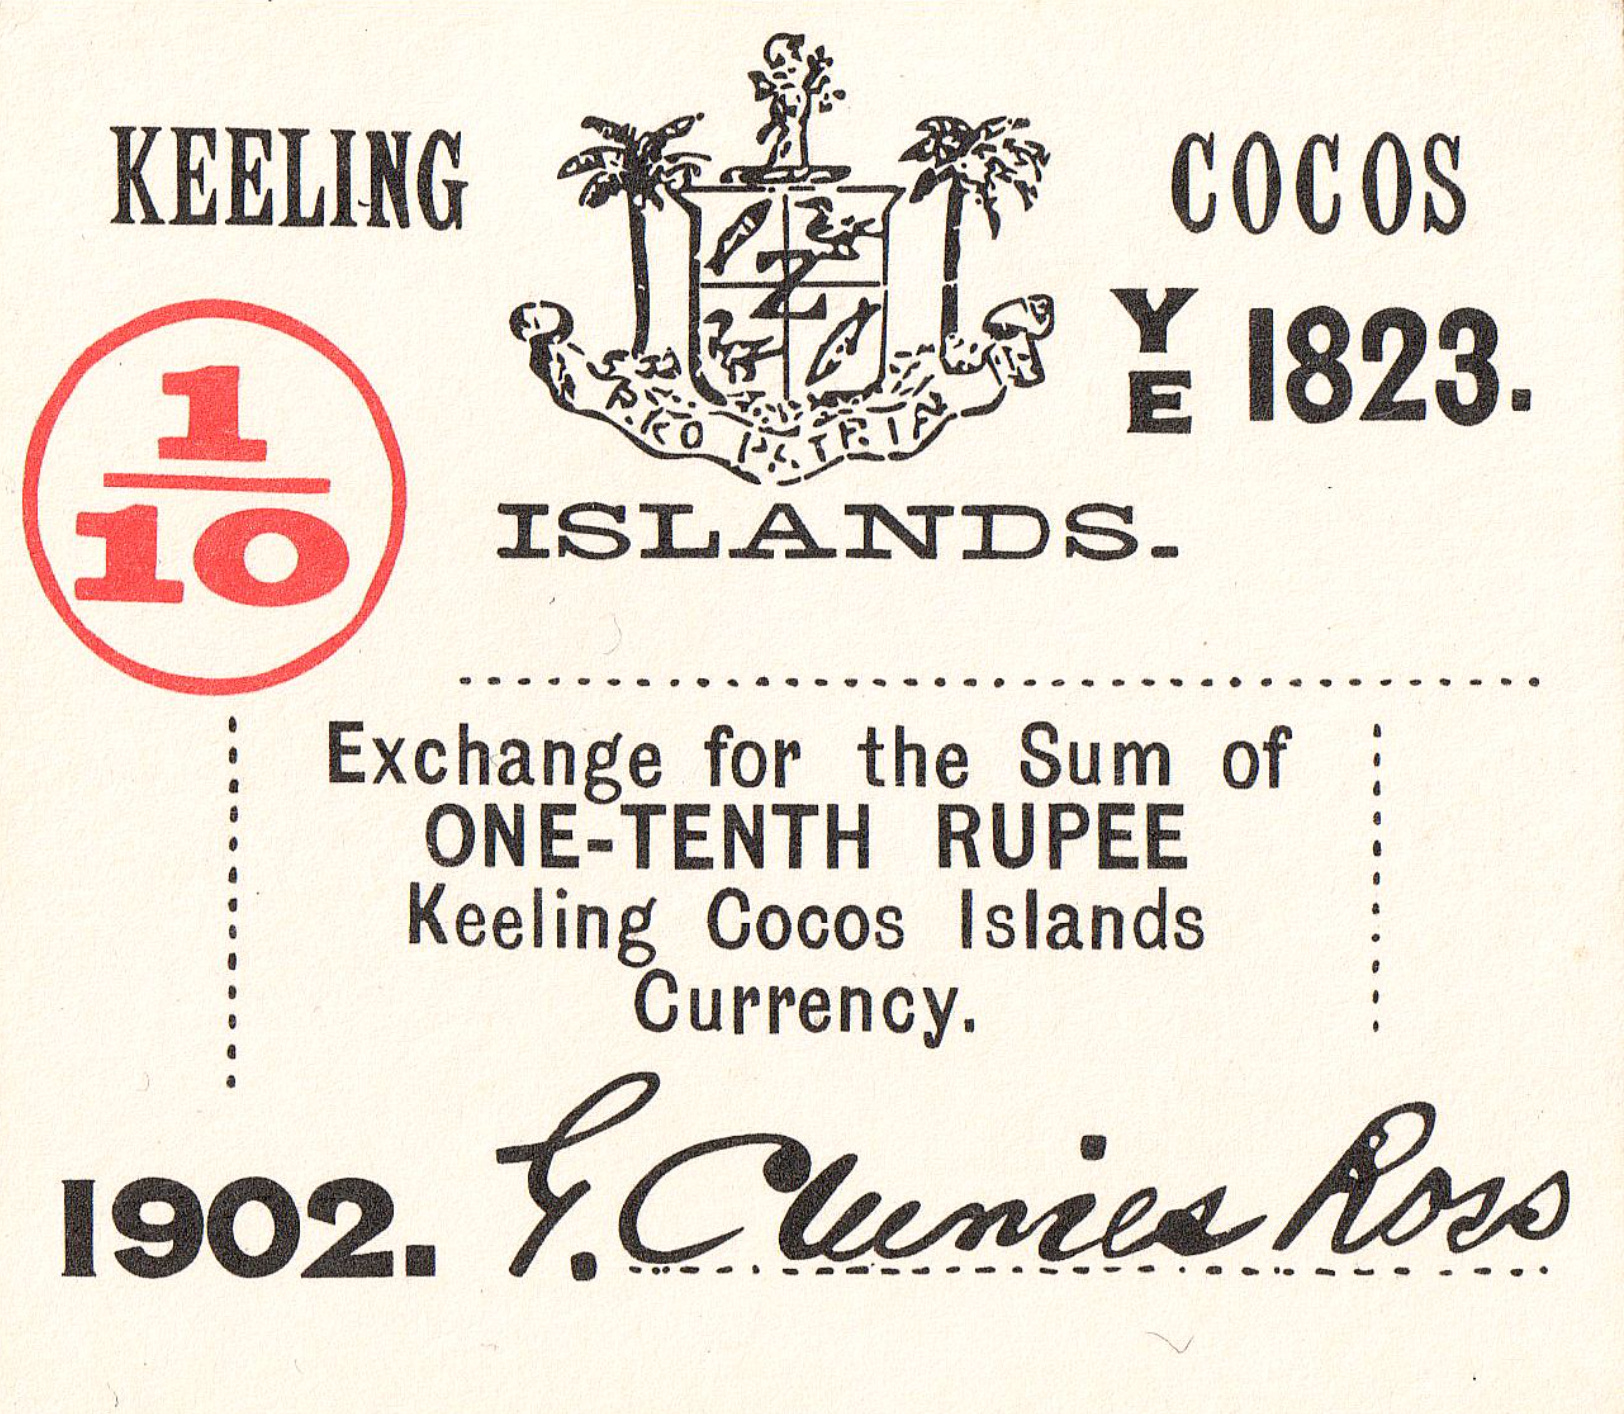 KEELING COCOS
YE 1823.
1/10
PRO PATRIA
ISLANDS.
Exchange for the Sum of
ONE-TENTH RUPEE
Keeling Cocos Islands
Currency.
1902. G. Clunies Ross